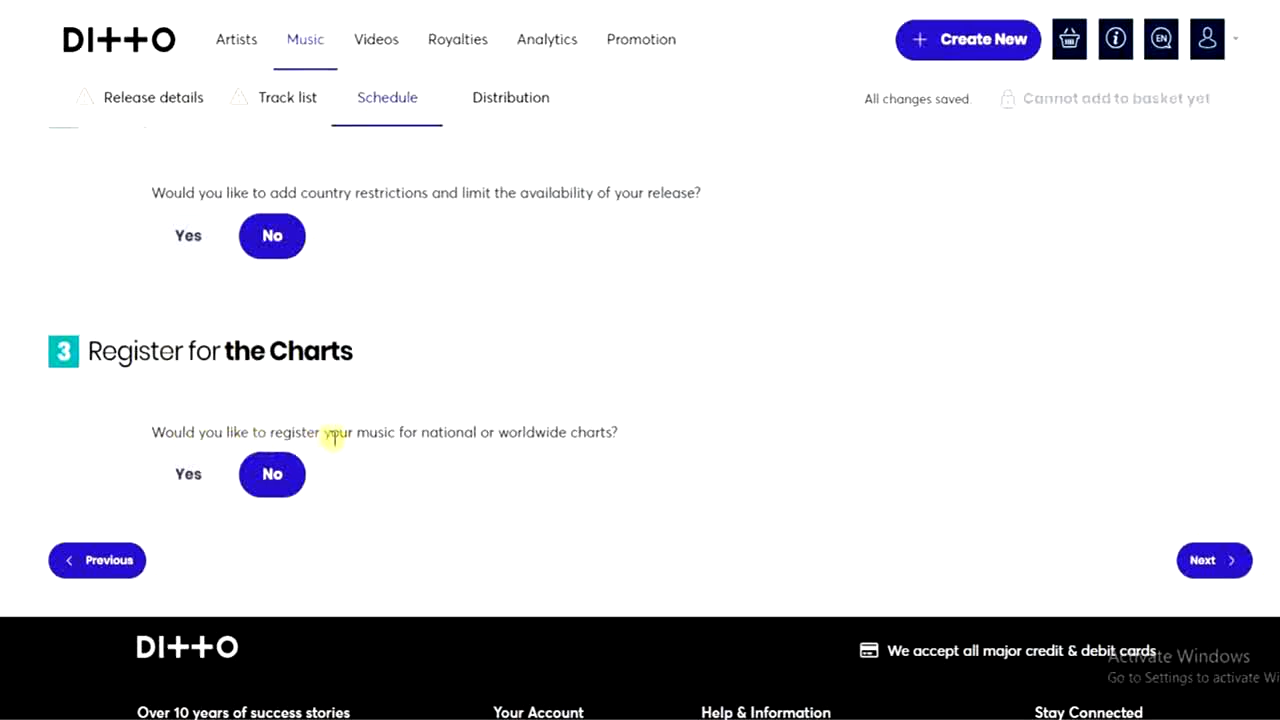 DITTO
Artists Music Videos Royalties Analytics Promotion
+ Create New
EN
Release details Track list Schedule Distribution
All changes saved. Cannot add to basket yet
Would you like to add country restrictions and limit the availability of your release?
Yes No
3 Register for the Charts
Would you like to register your music for national or worldwide charts?
Yes No
< Previous
Next >
DITTO
We accept all major credit & debit cards
Activate Windows
Go to Settings to activate Wi
Over 10 years of success stories Your Account Help & Information Stay Connected